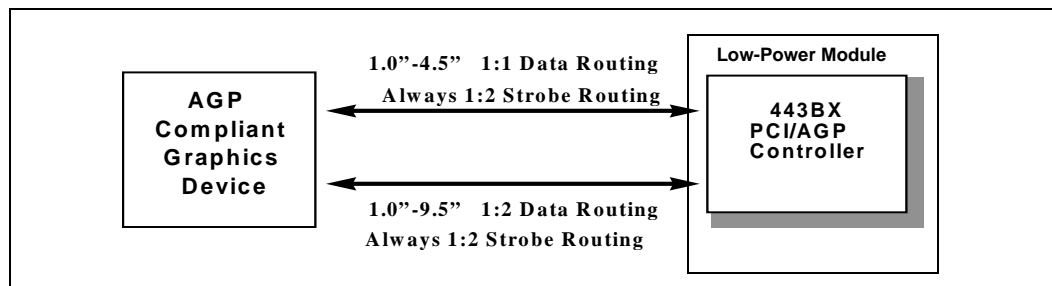 AGP
Compliant
Graphics
Device
1.0”-4.5” 1:1 Data Routing
Always 1:2 Strobe Routing
1.0”-9.5” 1:2 Data Routing
Always 1:2 Strobe Routing
Low-Power Module
443BX
PCI/AGP
Controller